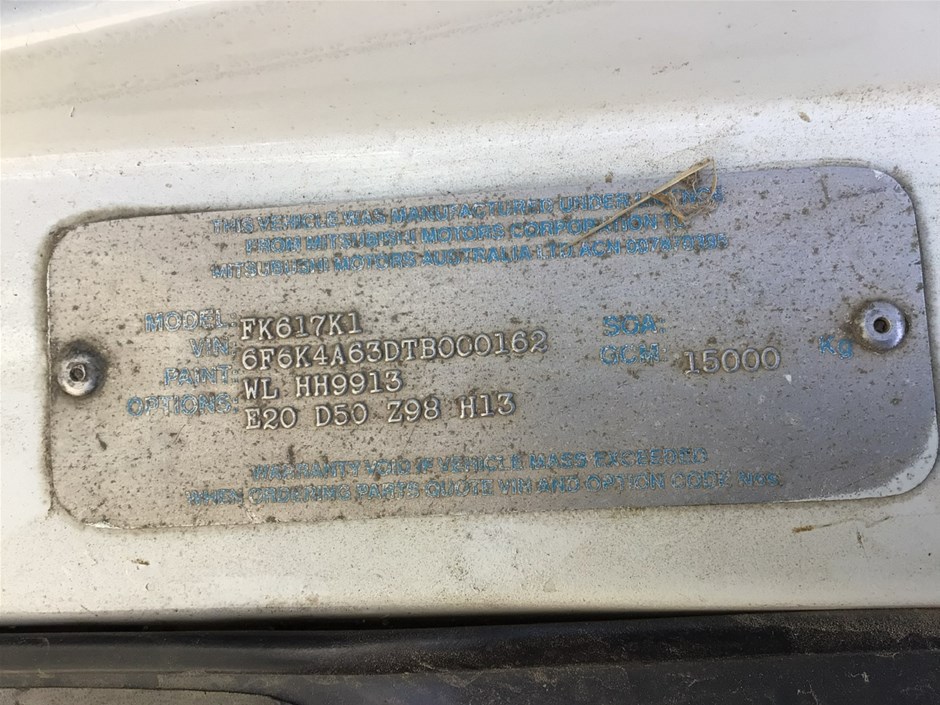 THIS VEHICLE WAS MANUFACTURED UNDER
FROM MITSUBISHI MOTORS CORPORATION
MITSUBISHI MOTORS AUSTRALIA LTD ACN
MODEL: FK617K1 SOA:
VIN: 6F6K4A63DTB000162 GCM: 15000 Kg
PAINT: WL HH9913
OPTIONS: E20 D50 Z98 H13
WARRANTY VOID IF VEHICLE MASS EXCEEDED
WHEN ORDERING PARTS QUOTE VIN AND OPTION CODE NOS.